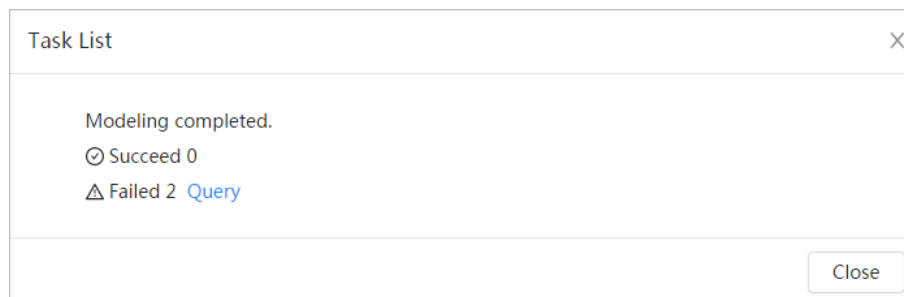 Task List
Modeling completed.
Succeed 0
Failed 2 Query
Close